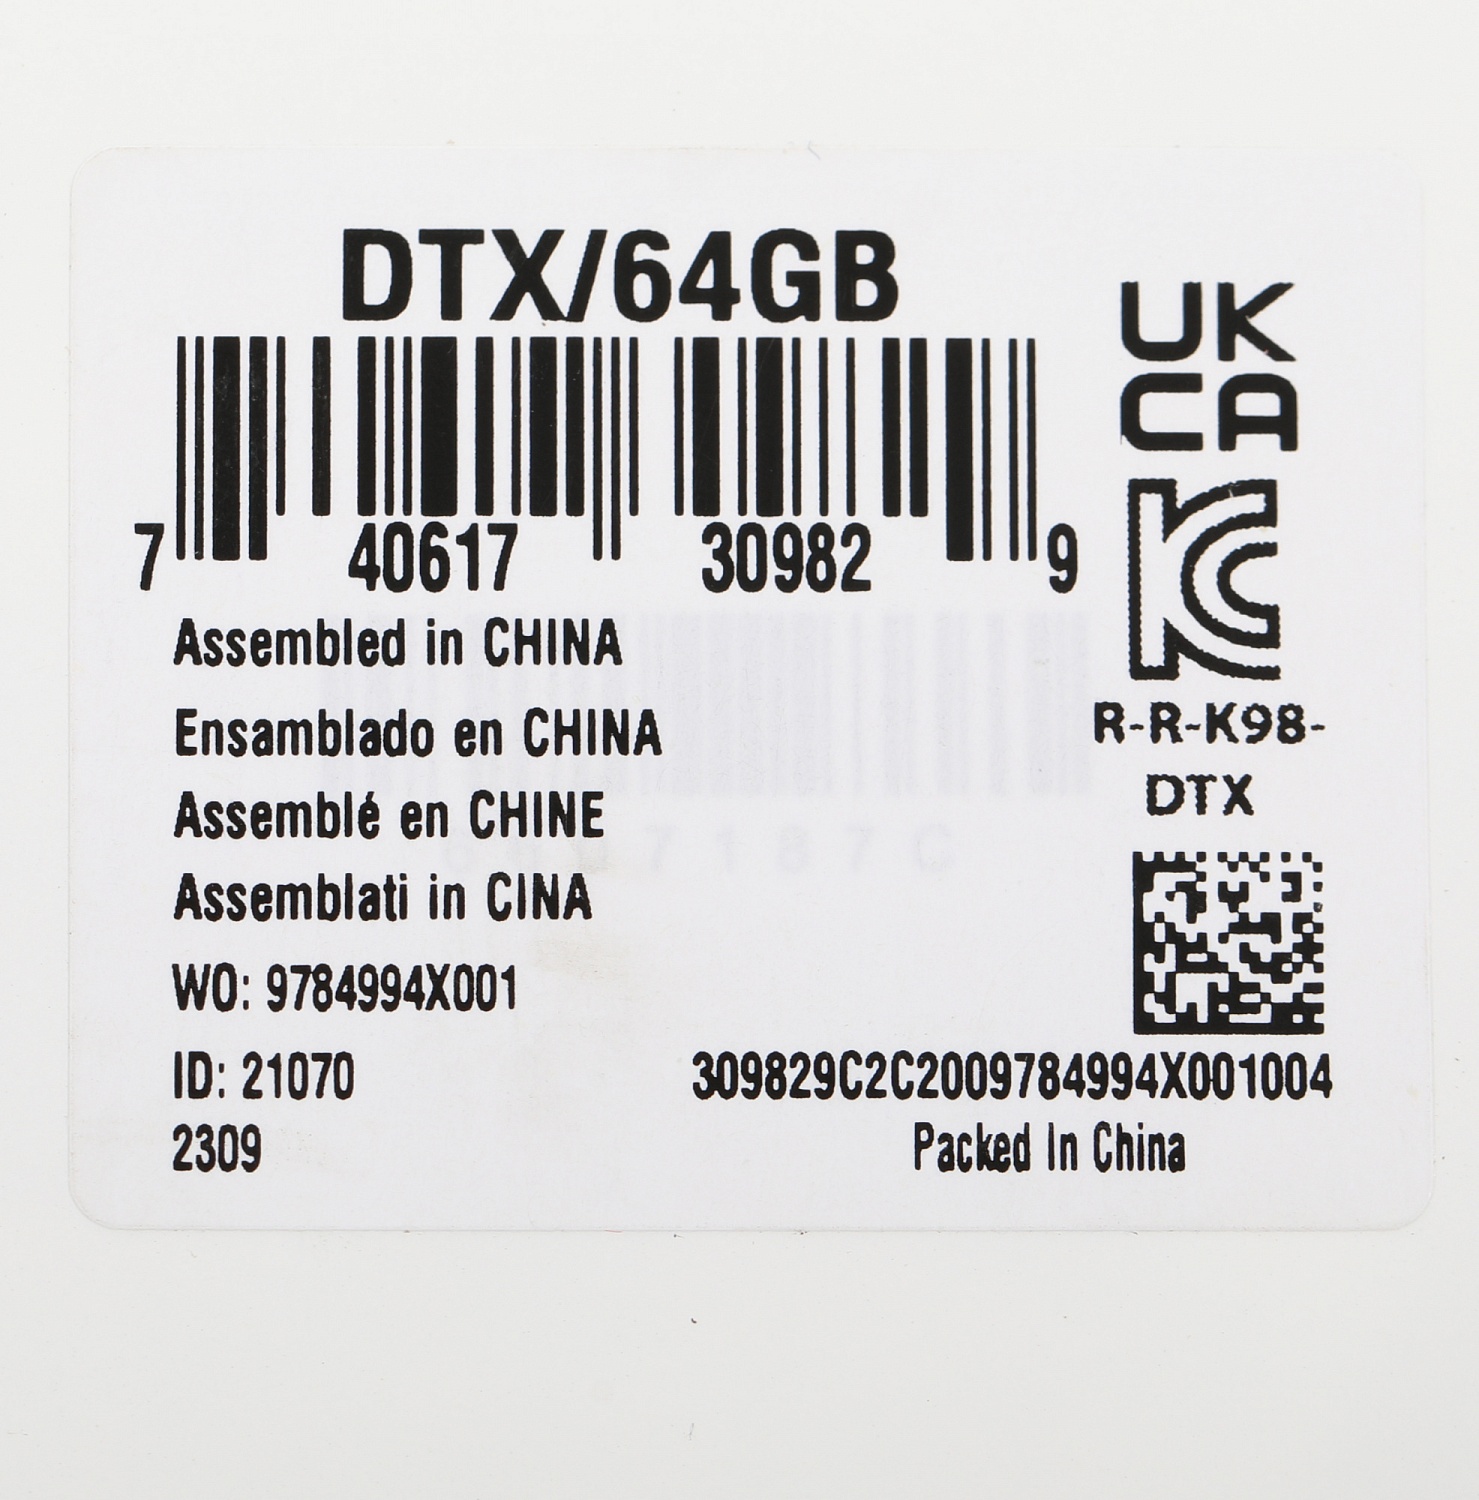 DTX/64GB
7 40617 30982 9
UK
CA
Assembled in CHINA
Ensamblado en CHINA
Assemblé en CHINE
Assemblati in CINA
R-R-K98-
DTX
WO: 9784994X001
ID: 21070
2309
309829C2C2009784994X001004
Packed In China